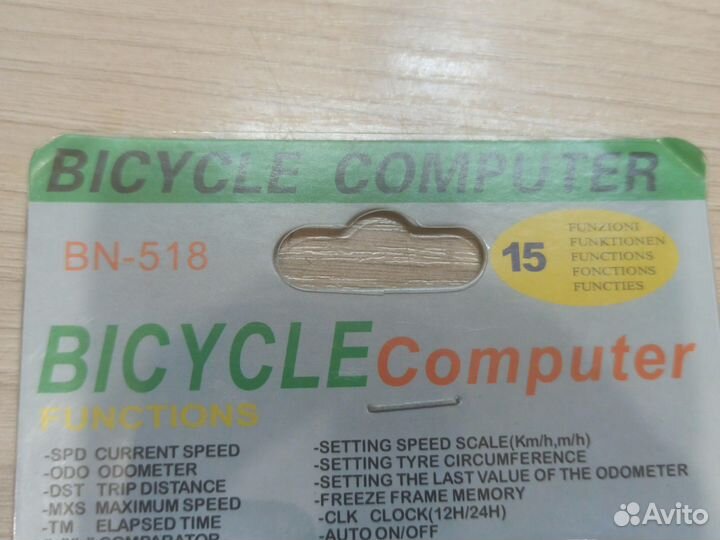 BICYCLE COMPUTER
BN-518
15
FUNZIONI
FUNKTIONEN
FUNCTIONS
FONCTIONS
FUNCTIES
BICYCLE Computer
FUNCTIONS
-SPD CURRENT SPEED
-ODO ODOMETER
-DST TRIP DISTANCE
-MXS MAXIMUM SPEED
-TM ELAPSED TIME
COMPARATOR
-SETTING SPEED SCALE(Km/h,m/h)
-SETTING TYRE CIRCUMFERENCE
-SETTING THE LAST VALUE OF THE ODOMETER
-FREEZE FRAME MEMORY
-CLK CLOCK(12H/24H)
-AUTO ON/OFF
Avito